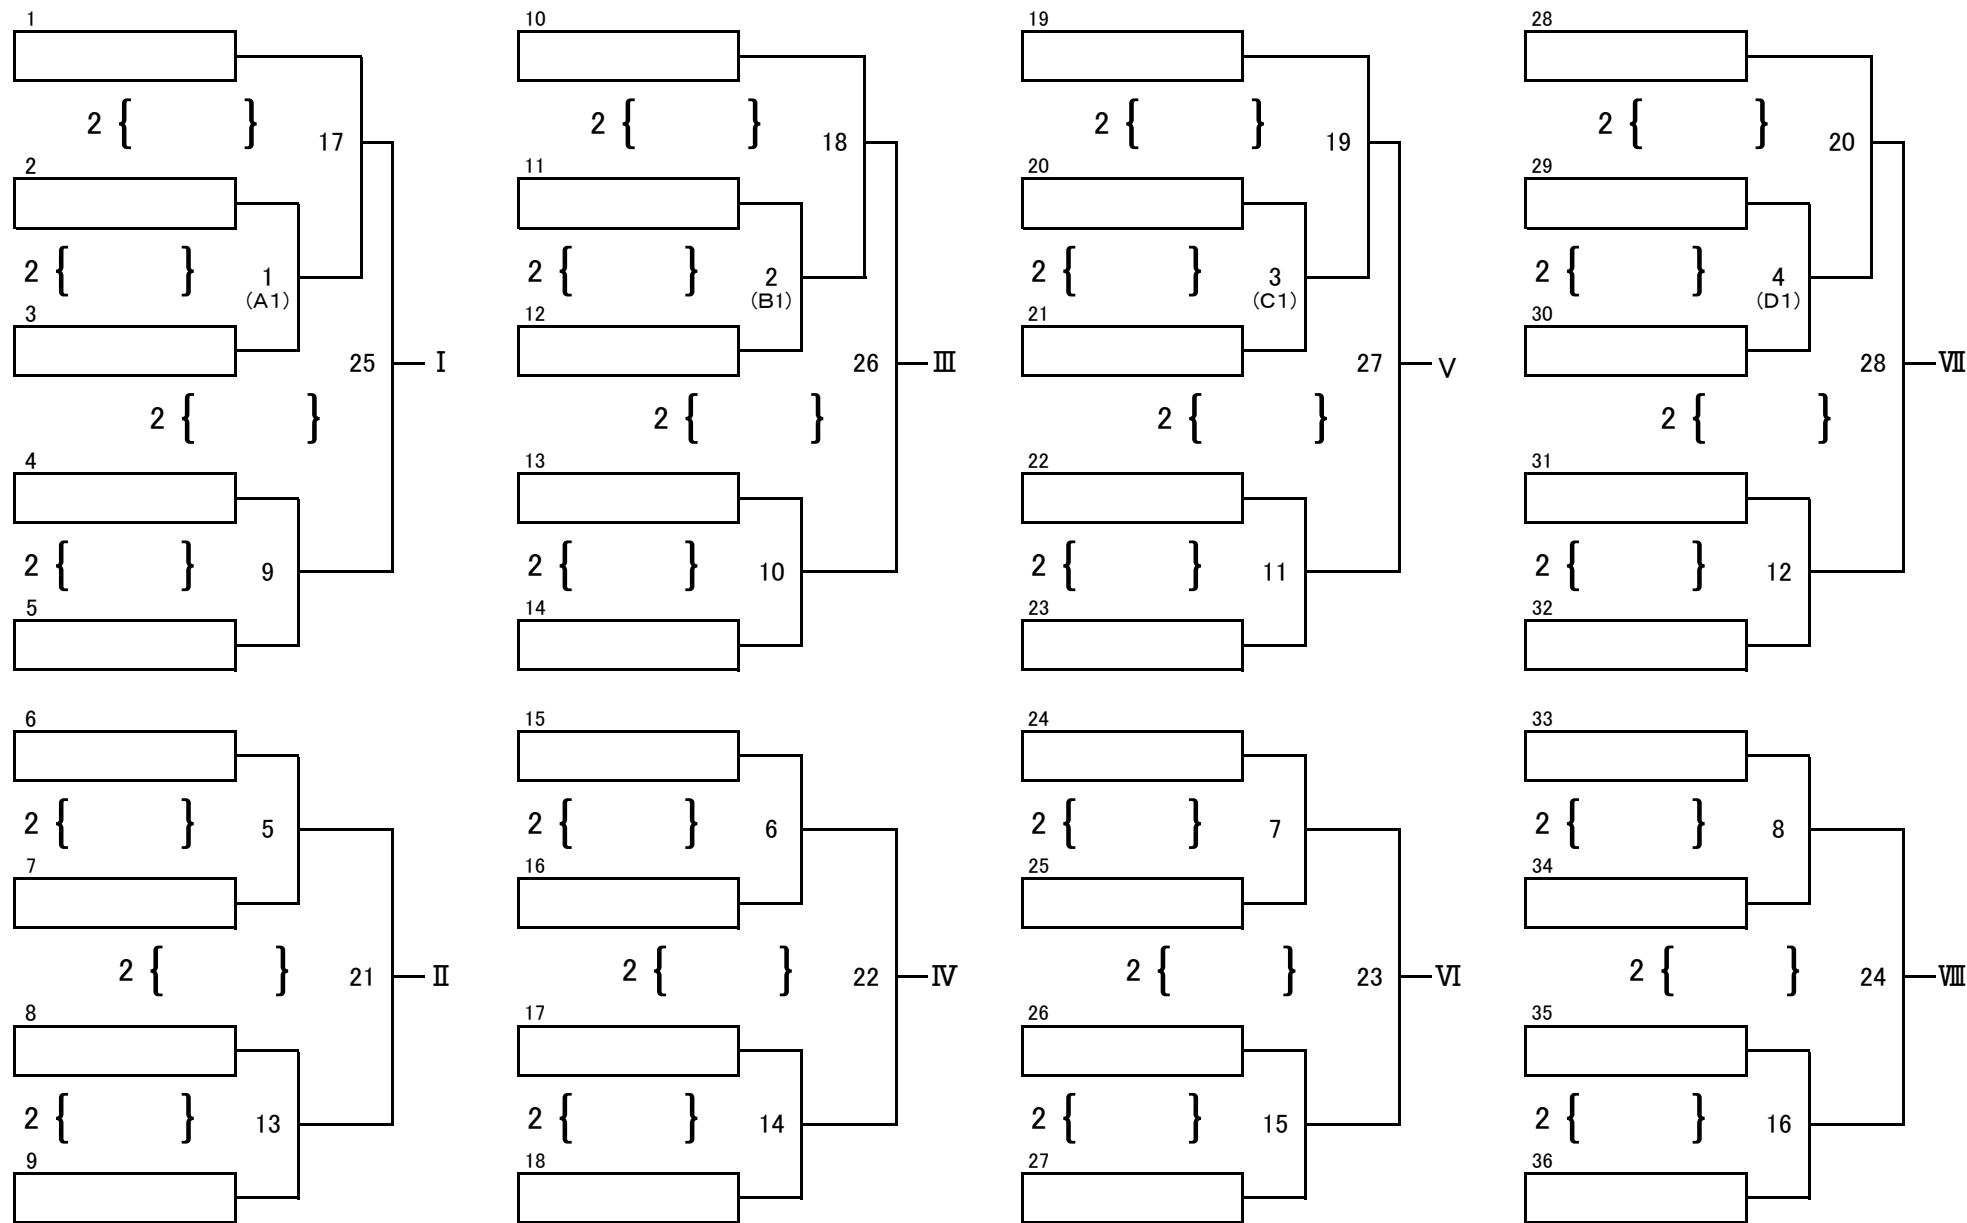 1 10 19 28
2 { } 2 { } 2 { } 2 { }
17 18 19 20
2 11 20 29
2 { } 1 2 { } 2 2 { } 3 2 { } 4
(A1) (B1) (C1) (D1)
3 12 21 30
25 Ⅰ 26 Ⅲ 27 Ⅴ 28 Ⅶ
2 { } 2 { } 2 { } 2 { }
4 13 22 31
2 { } 9 2 { } 10 2 { } 11 2 { } 12
5 14 23 32
6 15 24 33
2 { } 5 2 { } 6 2 { } 7 2 { } 8
7 16 25 34
2 { } 21 Ⅱ 2 { } 22 Ⅳ 2 { } 23 Ⅵ 2 { } 24 Ⅷ
8 17 26 35
2 { } 13 2 { } 14 2 { } 15 2 { } 16
9 18 27 36